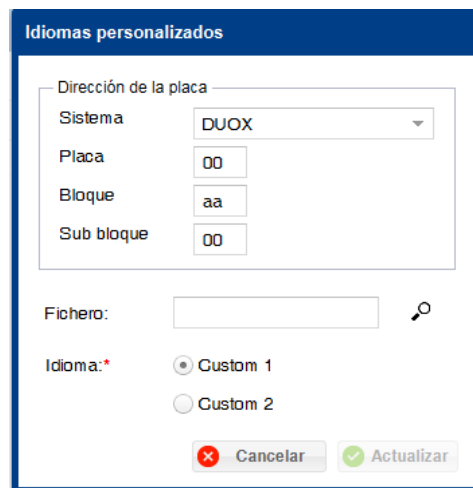 Idiomas personalizados
Dirección de la placa
Sistema DUOX
Placa 00
Bloque aa
Sub bloque 00
Fichero:
Idioma:* Custom 1
Custom 2
Cancelar Actualizar